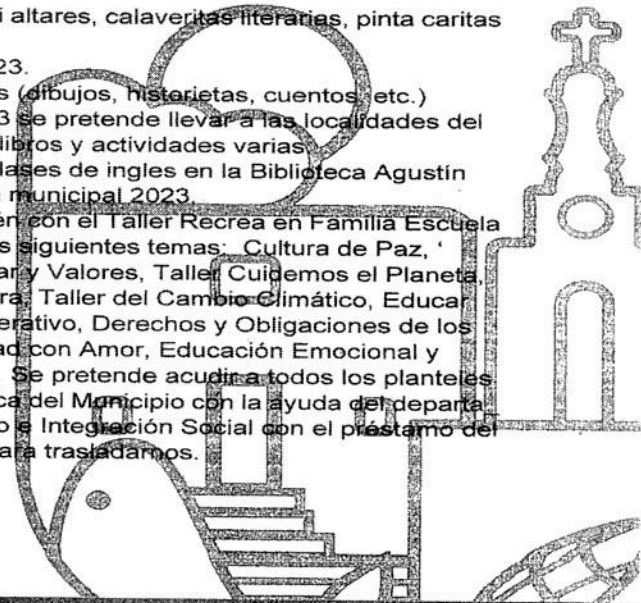 i altares, calaveritas literarias, pinta caritas
23.
s (dibujos, historietas, cuentos, etc.)
3 se pretende llevar a las localidades del
libros y actividades varias
lases de ingles en la Biblioteca Agustín
municipal 2023.
én con el Taller Recrea en Familia Escuela
s siguientes temas: Cultura de Paz, '
ar y Valores, Taller Cuidemos el Planeta,
ra, Taller del Cambio Climático, Educar
erativo, Derechos y Obligaciones de los
ad con Amor, Educación Emocional y
. Se pretende acudir a todos los planteles
ca del Municipio con la ayuda del departa_
o e Integración Social con el préstamo del
ara trasladarnos.